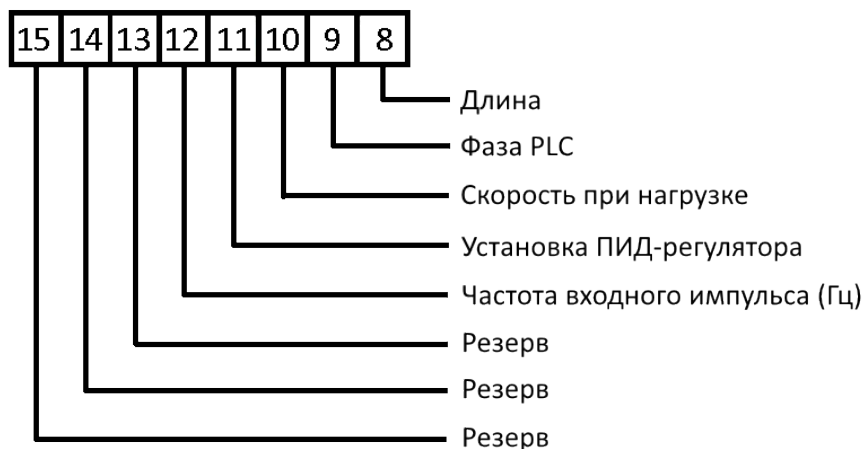 15 14 13 12 11 10 9 8
Длина
Фаза PLC
Скорость при нагрузке
Установка ПИД-регулятора
Частота входного импульса (Гц)
Резерв
Резерв
Резерв